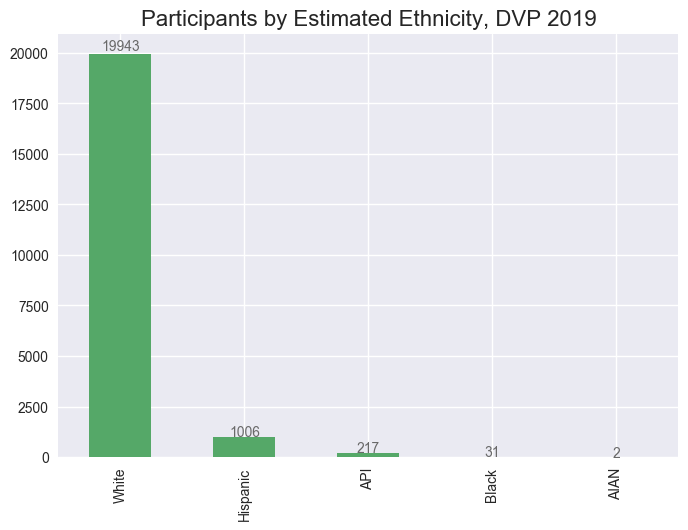 Participants by Estimated Ethnicity, DVP 2019
20000
17500
15000
12500
10000
7500
5000
2500
0
19943
1006
217
31
2
White
Hispanic
API
Black
AIAN